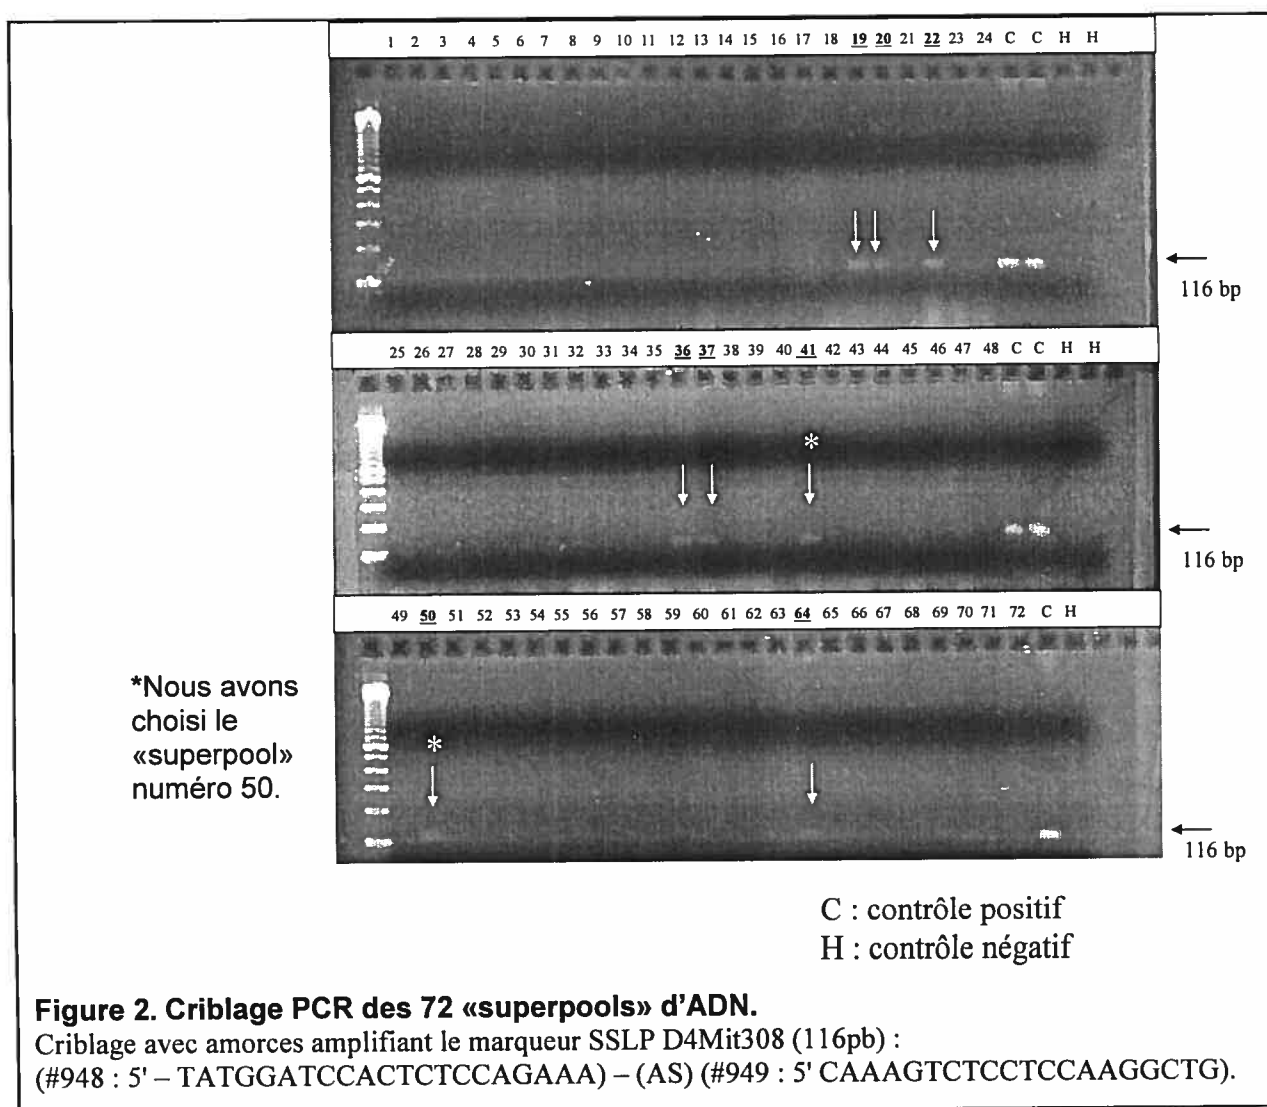 1 2 3 4 5 6 7 8 9 10 11 12 13 14 15 16 17 18 19 20 21 22 23 24 C C H H
116 bp
25 26 27 28 29 30 31 32 33 34 35 36 37 38 39 40 41 42 43 44 45 46 47 48 C C H H
*
116 bp
49 50 51 52 53 54 55 56 57 58 59 60 61 62 63 64 65 66 67 68 69 70 71 72 C H
*
116 bp
*Nous avons
choisi le
«superpool»
numéro 50.
C : contrôle positif
H : contrôle négatif
Figure 2. Criblage PCR des 72 «superpools» d'ADN.
Criblage avec amorces amplifiant le marqueur SSLP D4Mit308 (116pb) :
(#948 : 5' – TATGGATCCACTCTCCAGAAA) – (AS) (#949 : 5' CAAAGTCTCCTCCAAGGCTG).